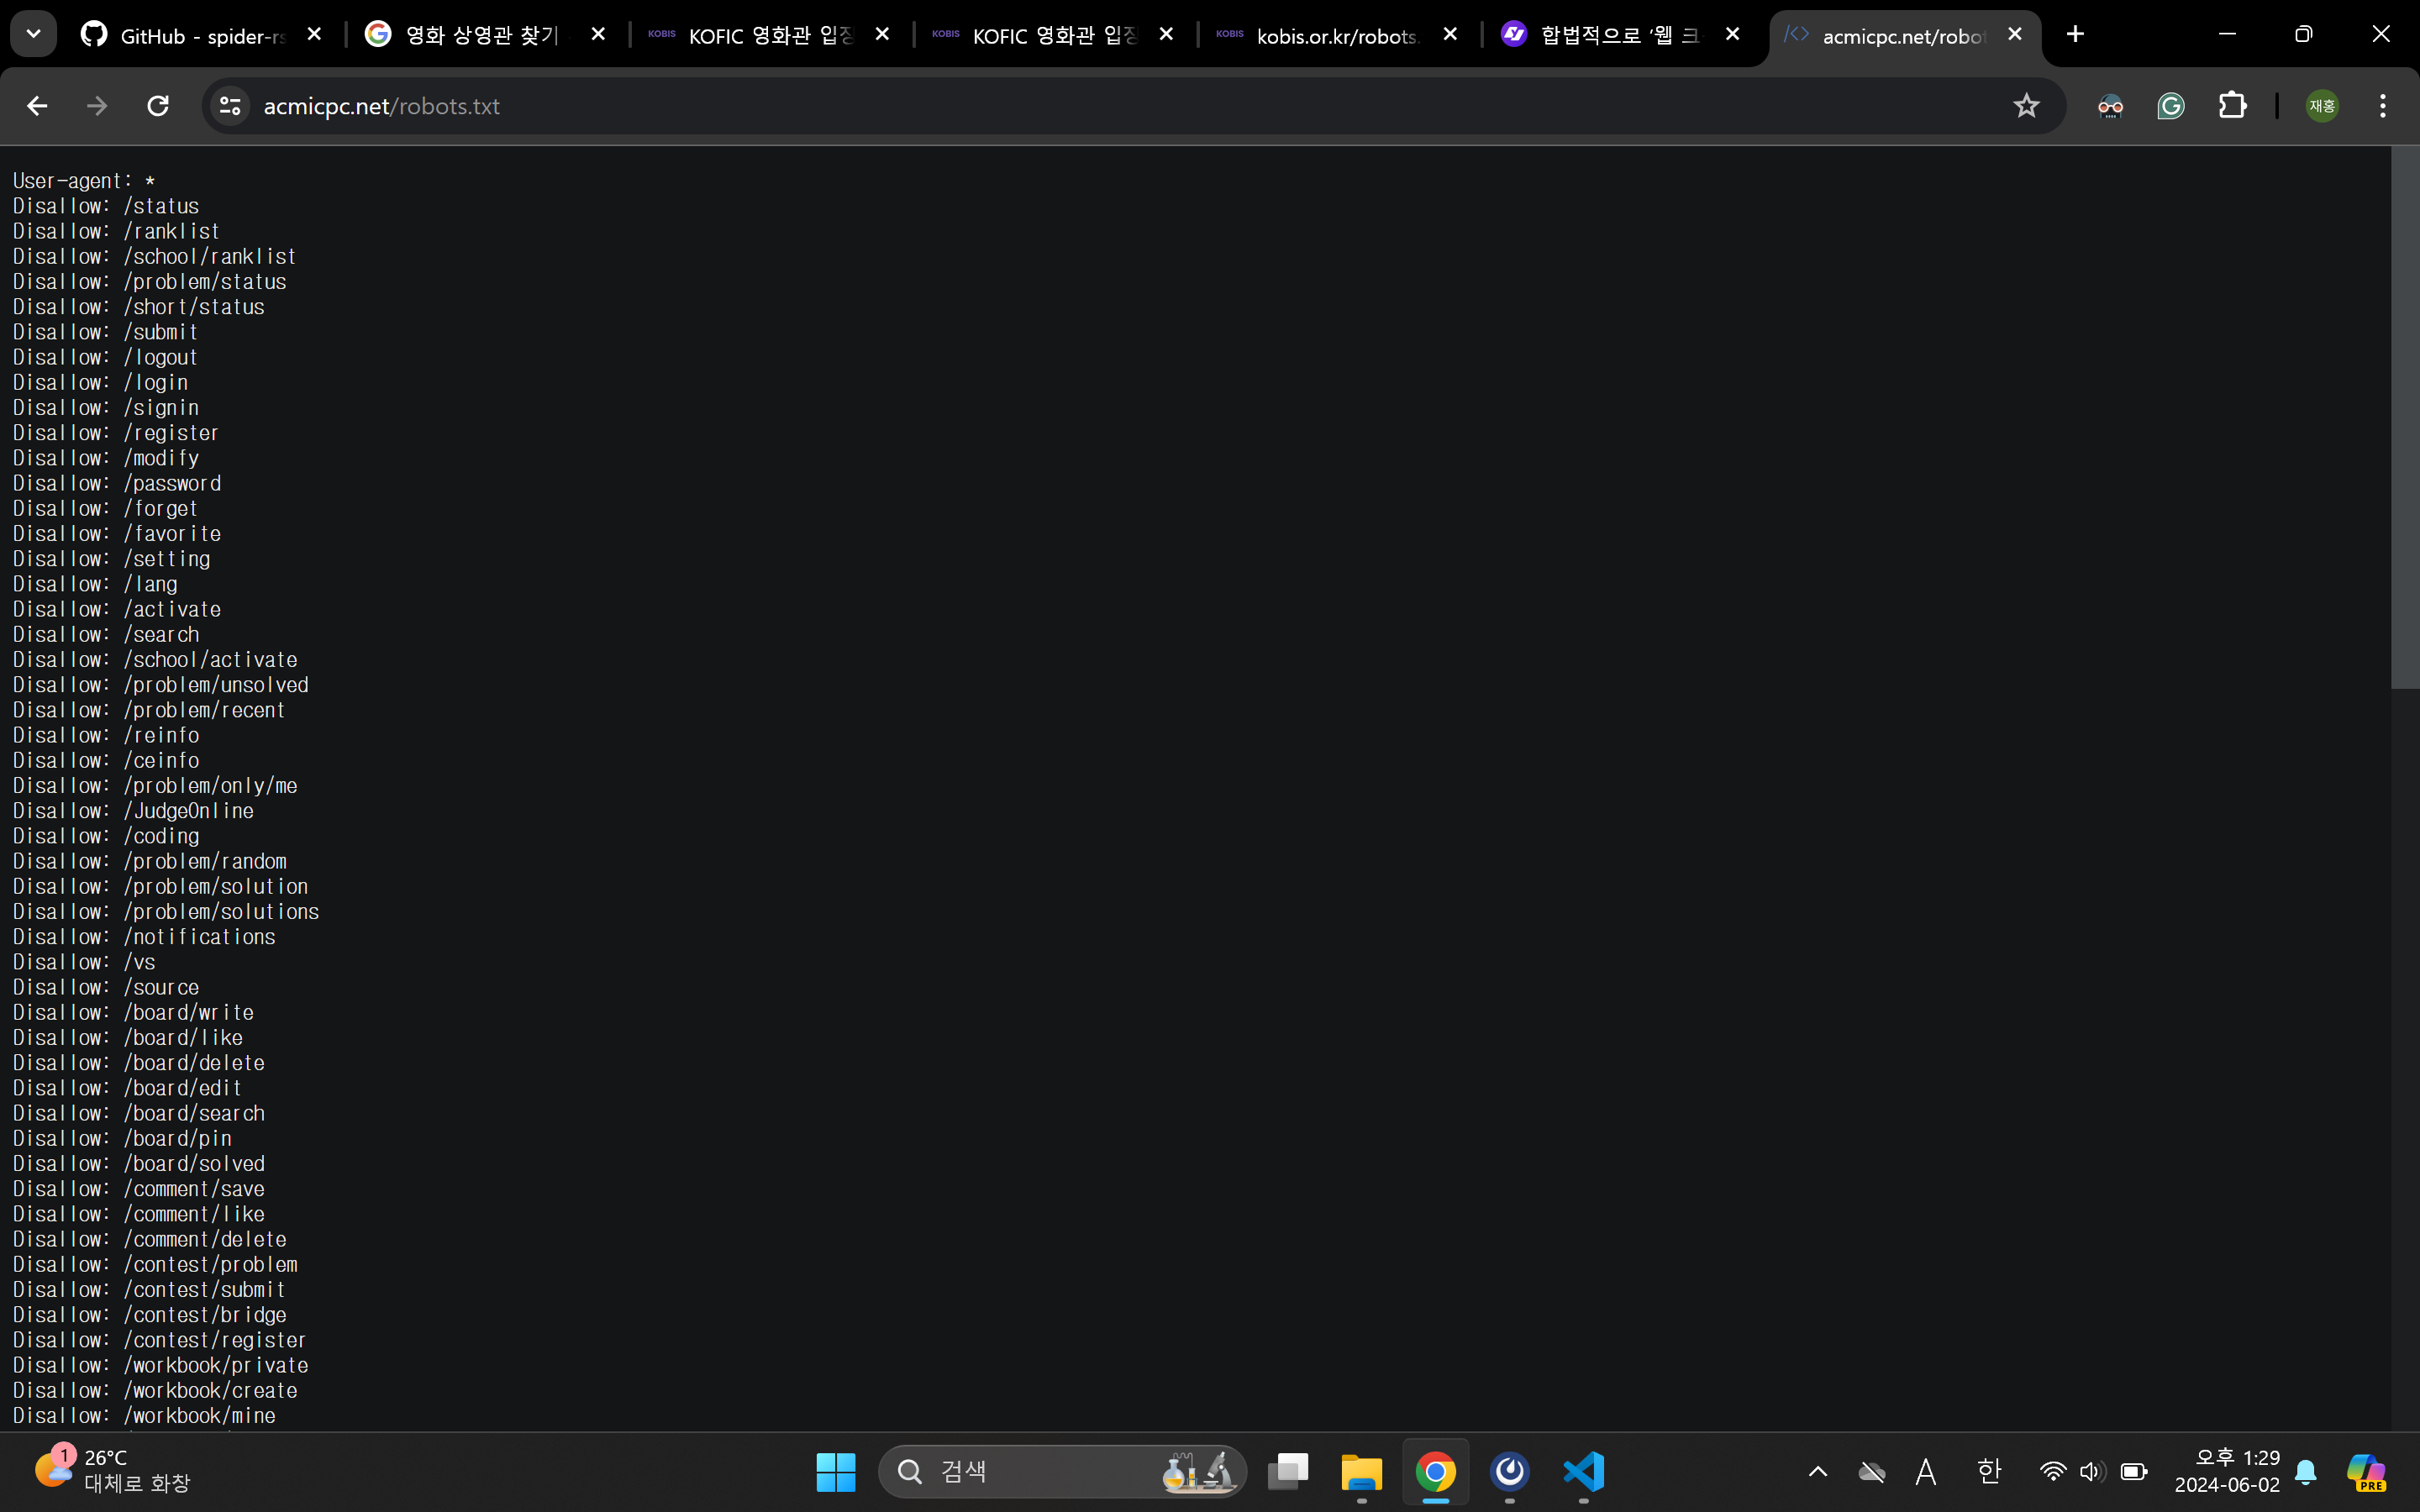 GitHub - spider-rs
영화 상영관 찾기
KOBIS KOFIC 영화관 입장
KOBIS KOFIC 영화관 입장
KOBIS kobis.or.kr/robots.
합법적으로 '웹 크
acmicpc.net/robot
acmicpc.net/robots.txt
재홍
User-agent: *
Disallow: /status
Disallow: /ranklist
Disallow: /school/ranklist
Disallow: /problem/status
Disallow: /short/status
Disallow: /submit
Disallow: /logout
Disallow: /login
Disallow: /signin
Disallow: /register
Disallow: /modify
Disallow: /password
Disallow: /forget
Disallow: /favorite
Disallow: /setting
Disallow: /lang
Disallow: /activate
Disallow: /search
Disallow: /school/activate
Disallow: /problem/unsolved
Disallow: /problem/recent
Disallow: /reinfo
Disallow: /ceinfo
Disallow: /problem/only/me
Disallow: /JudgeOnline
Disallow: /coding
Disallow: /problem/random
Disallow: /problem/solution
Disallow: /problem/solutions
Disallow: /notifications
Disallow: /vs
Disallow: /source
Disallow: /board/write
Disallow: /board/like
Disallow: /board/delete
Disallow: /board/edit
Disallow: /board/search
Disallow: /board/pin
Disallow: /board/solved
Disallow: /comment/save
Disallow: /comment/like
Disallow: /comment/delete
Disallow: /contest/problem
Disallow: /contest/submit
Disallow: /contest/bridge
Disallow: /contest/register
Disallow: /workbook/private
Disallow: /workbook/create
Disallow: /workbook/mine
1
26°C
대체로 화창
검색
A
한
오후 1:29
2024-06-02
PRE